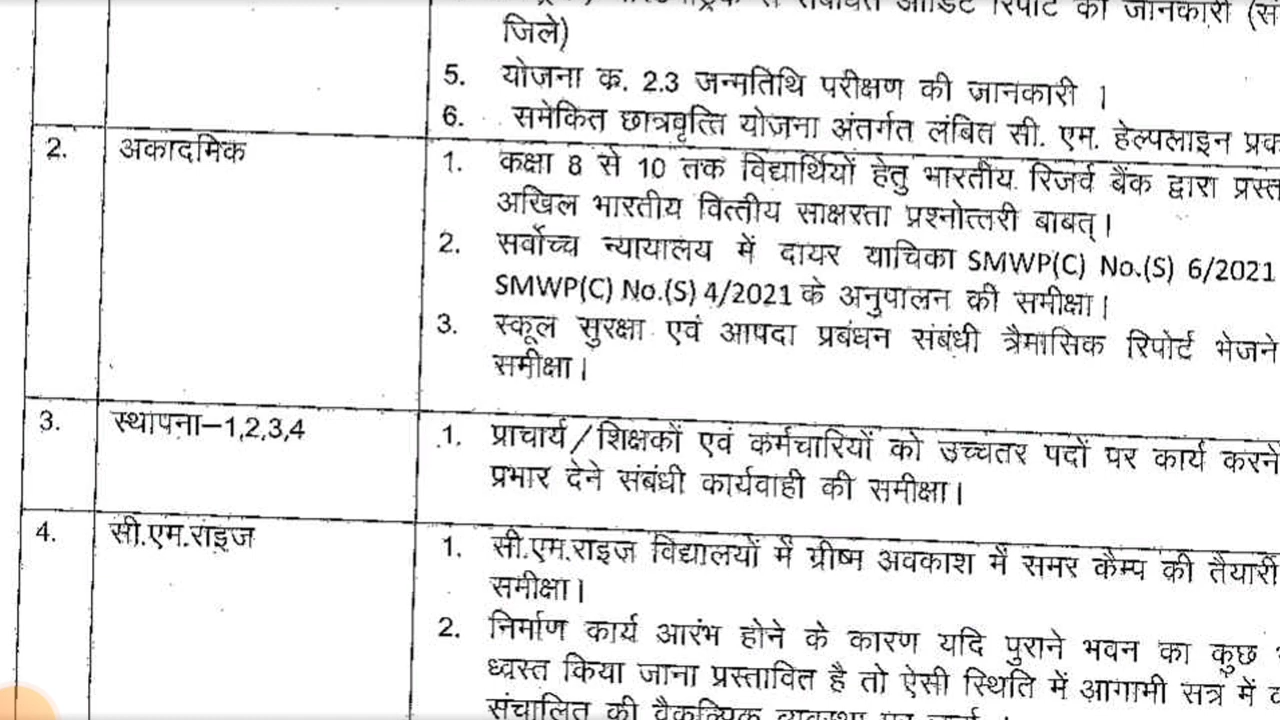 जिले)
5. योजना क्र. 2.3 जन्मतिथि परीक्षण की जानकारी ।
6. समेकित छात्रवृत्ति योजना अंतर्गत लंबित सी. एम. हेल्पलाइन
2. अकादमिक
1. कक्षा 8 से 10 तक विद्यार्थियों हेतु भारतीय रिजर्व बैंक द्वारा
अखिल भारतीय वित्तीय साक्षरता प्रश्नोत्तरी बाबत्।
2. सर्वोच्च न्यायालय में दायर याचिका SMWP(C) No.(S) 6/2021
SMWP(C) No.(S) 4/2021 के अनुपालन की समीक्षा।
3. स्कूल सुरक्षा एवं आपदा प्रबंधन संबंधी त्रैमासिक रिपोर्ट भेजने
समीक्षा।
3. स्थापना–1,2,3,4
1. प्राचार्य/शिक्षकों एवं कर्मचारियों को उच्चतर पदों पर कार्य करने
प्रभार देने संबंधी कार्यवाही की समीक्षा।
4. सी.एम.राइज
1. सी.एम.राइज विद्यालयों में ग्रीष्म अवकाश में समर कैम्प की तैयारी
समीक्षा।
2. निर्माण कार्य आरंभ होने के कारण यदि पुराने भवन का कुछ
ध्वस्त किया जाना प्रस्तावित है तो ऐसी स्थिति में आगामी सत्र में
संचालित की वैकल्पिक